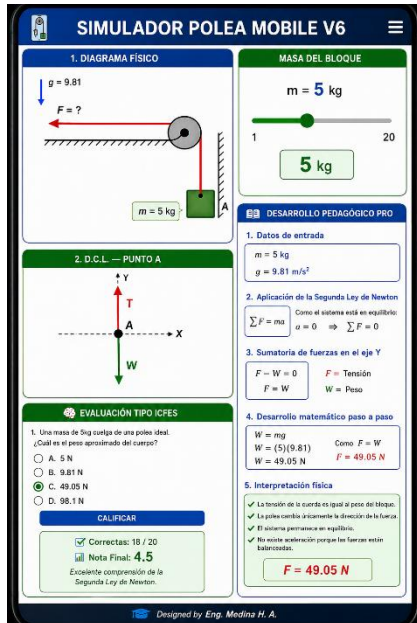 SIMULADOR POLEA MOBILE V6
1. DIAGRAMA FÍSICO
g = 9.81
F = ?
A
m = 5 kg
MASA DEL BLOQUE
m = 5 kg
1
20
5 kg
2. D.C.L. — PUNTO A
Y
T
A
X
W
EVALUACIÓN TIPO ICFES
1. Una masa de 5kg cuelga de una polea ideal.
¿Cuál es el peso aproximado del cuerpo?
A. 5 N
B. 9.81 N
C. 49.05 N
D. 98.1 N
CALIFICAR
Correctas: 18 / 20
Nota Final: 4.5
Excelente comprensión de la
Segunda Ley de Newton.
DESARROLLO PEDAGÓGICO PRO
1. Datos de entrada
m = 5 kg
g = 9.81 m/s²
2. Aplicación de la Segunda Ley de Newton
∑F = ma
Como el sistema está en equilibrio:
a = 0 ⇒ ∑F = 0
3. Sumatoria de fuerzas en el eje Y
F − W = 0
F = W
F = Tensión
W = Peso
4. Desarrollo matemático paso a paso
W = mg
W = (5)(9.81)
W = 49.05 N
Como F = W
F = 49.05 N
5. Interpretación física
✓ La tensión de la cuerda es igual al peso del bloque.
✓ La polea cambia únicamente la dirección de la fuerza.
✓ El sistema permanece en equilibrio.
✓ No existe aceleración porque las fuerzas están
balanceadas.
F = 49.05 N
Designed by Eng. Medina H. A.